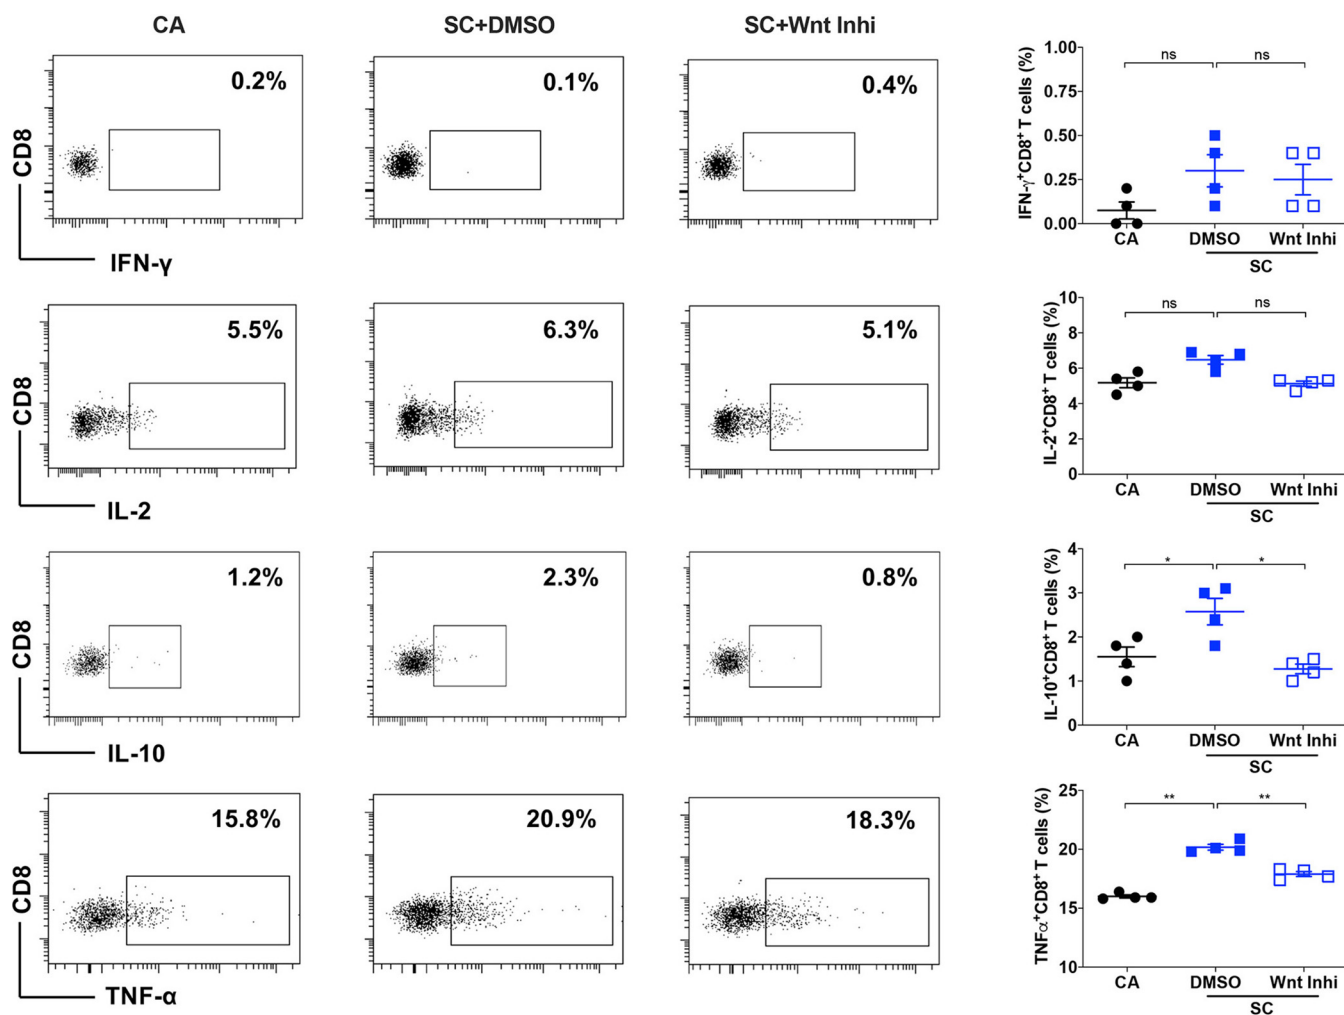 CA
SC+DMSO
SC+Wnt Inhi
0.2%
0.1%
0.4%
CD8
IFN-γ
IFN-γ⁺CD8⁺ T cells (%)
1.00
0.75
0.50
0.25
0.00
ns
ns
CA
DMSO
Wnt Inhi
SC
5.5%
6.3%
5.1%
CD8
IL-2
IL-2⁺CD8⁺ T cells (%)
10
8
6
4
2
0
ns
ns
CA
DMSO
Wnt Inhi
SC
1.2%
2.3%
0.8%
CD8
IL-10
IL-10⁺CD8⁺ T cells (%)
4
3
2
1
0
*
*
CA
DMSO
Wnt Inhi
SC
15.8%
20.9%
18.3%
CD8
TNF-α
TNFα⁺CD8⁺ T cells (%)
25
20
15
10
**
**
CA
DMSO
Wnt Inhi
SC